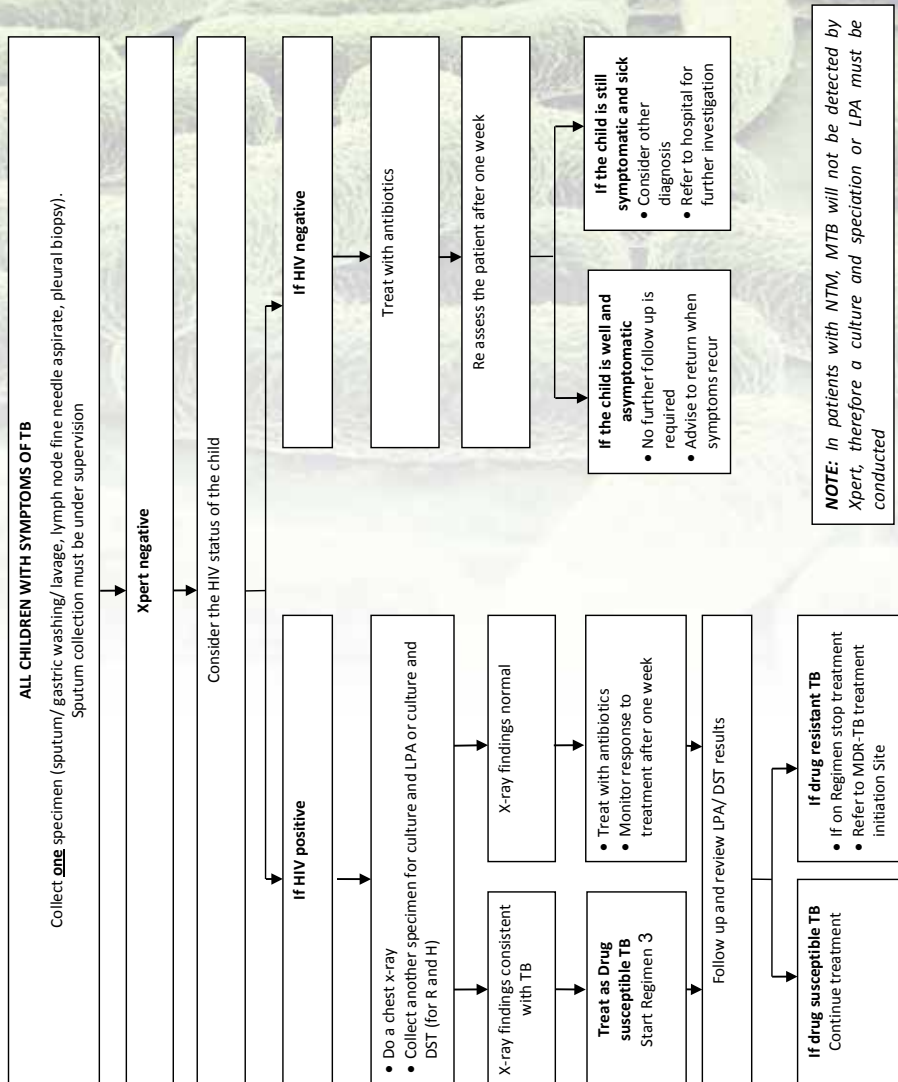 ALL CHILDREN WITH SYMPTOMS OF TB
Collect one specimen (sputum/ gastric washing/ lavage, lymph node fine needle aspirate, pleural biopsy).
Sputum collection must be under supervision
Xpert negative
Consider the HIV status of the child
If HIV positive
• Do a chest x-ray
• Collect another specimen for culture and LPA or culture and
DST (for R and H)
X-ray findings consistent
with TB
X-ray findings normal
Treat as Drug
susceptible TB
Start Regimen 3
• Treat with antibiotics
• Monitor response to
treatment after one week
Follow up and review LPA/ DST results
If drug susceptible TB
Continue treatment
If drug resistant TB
• If on Regimen stop treatment
• Refer to MDR-TB treatment
initiation Site
If HIV negative
Treat with antibiotics
Re assess the patient after one week
If the child is well and
asymptomatic
• No further follow up is
required
• Advise to return when
symptoms recur
If the child is still
symptomatic and sick
• Consider other
diagnosis
• Refer to hospital for
further investigation
NOTE: In patients with NTM, MTB will not be detected by
Xpert, therefore a culture and speciation or LPA must be
conducted